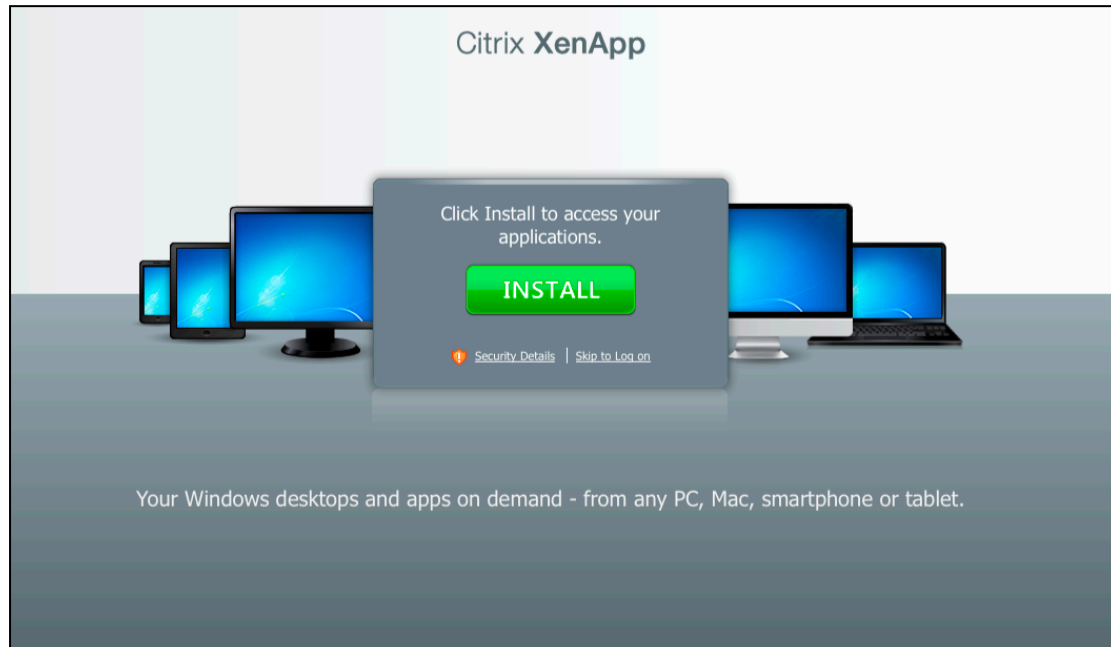 Citrix XenApp
Click Install to access your
applications.
INSTALL
Security Details | Skip to Log on
Your Windows desktops and apps on demand - from any PC, Mac, smartphone or tablet.